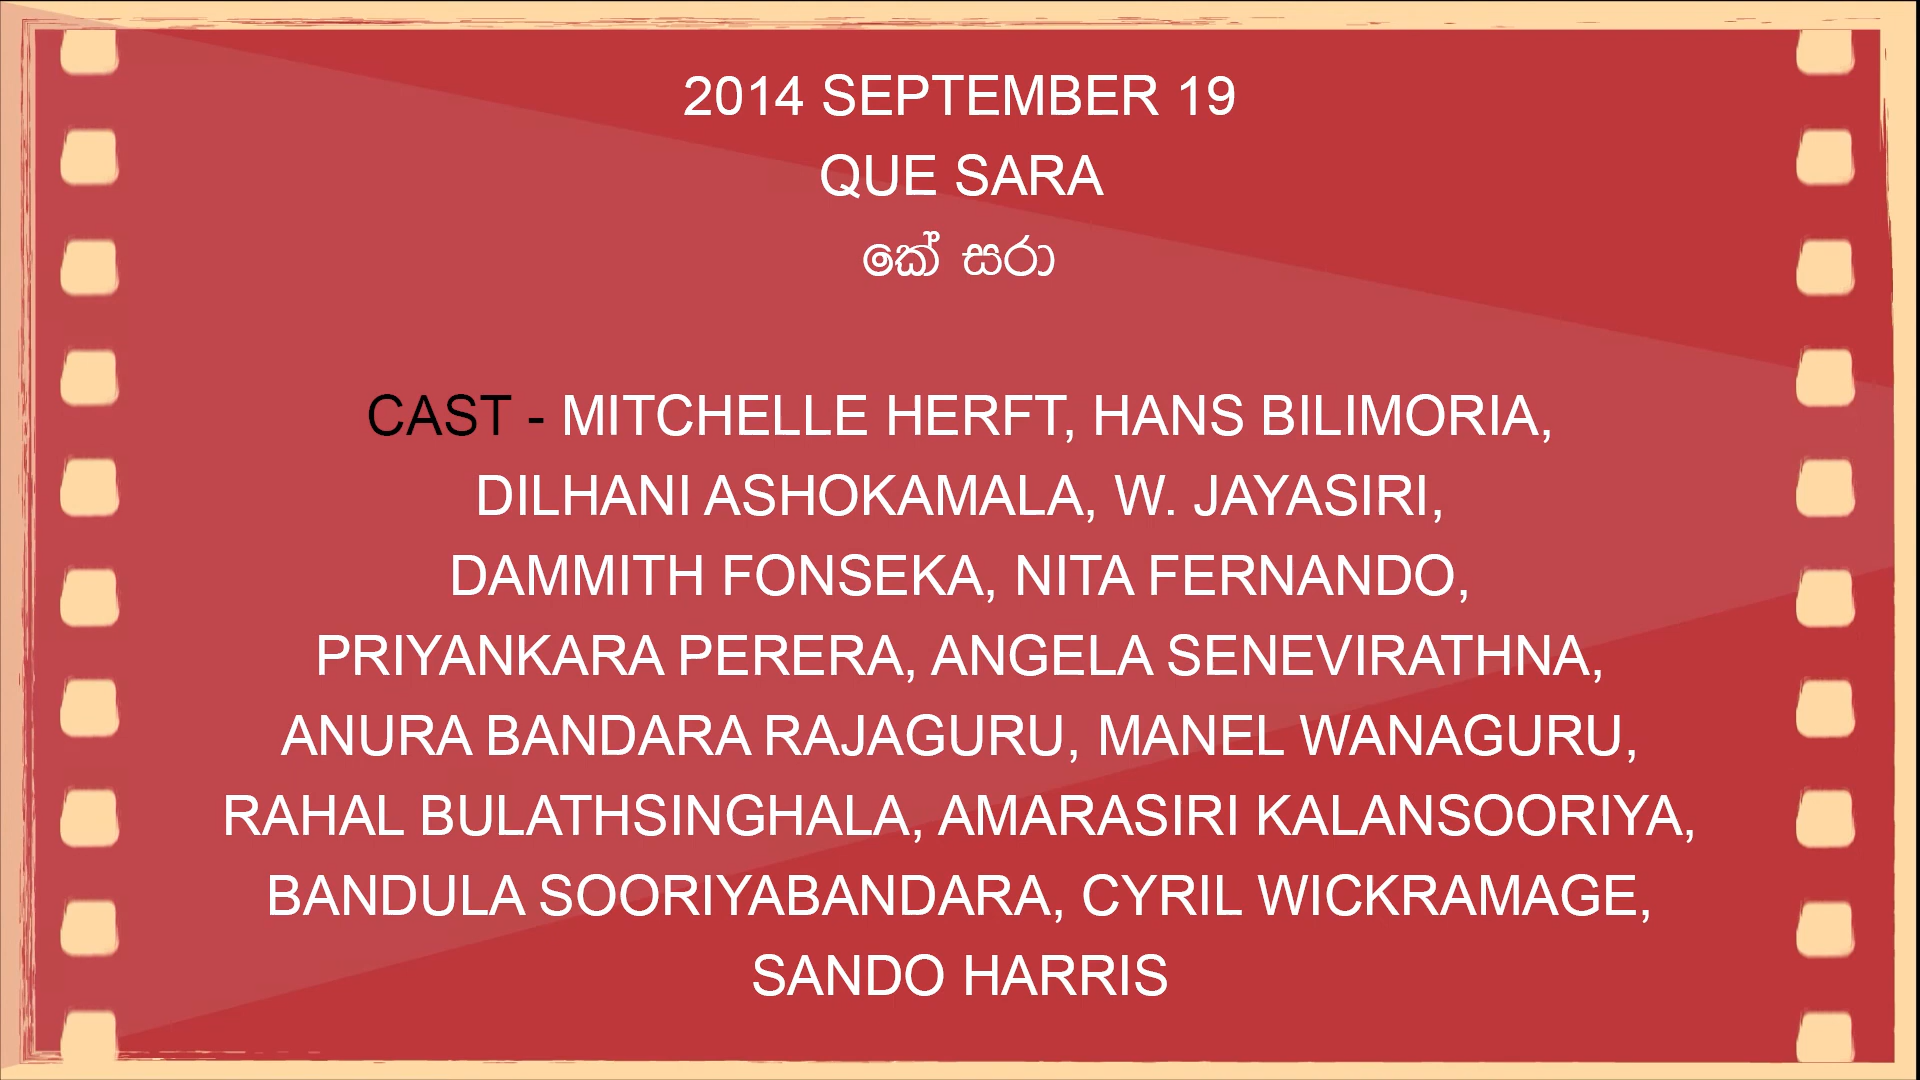 2014 SEPTEMBER 19
QUE SARA
කේ සරා
CAST - MITCHELLE HERFT, HANS BILIMORIA,
DILHANI ASHOKAMALA, W. JAYASIRI,
DAMMITH FONSEKA, NITA FERNANDO,
PRIYANKARA PERERA, ANGELA SENEVIRATHNA,
ANURA BANDARA RAJAGURU, MANEL WANAGURU,
RAHAL BULATHSINGHALA, AMARASIRI KALANSOORIYA,
BANDULA SOORIYABANDARA, CYRIL WICKRAMAGE,
SANDO HARRIS